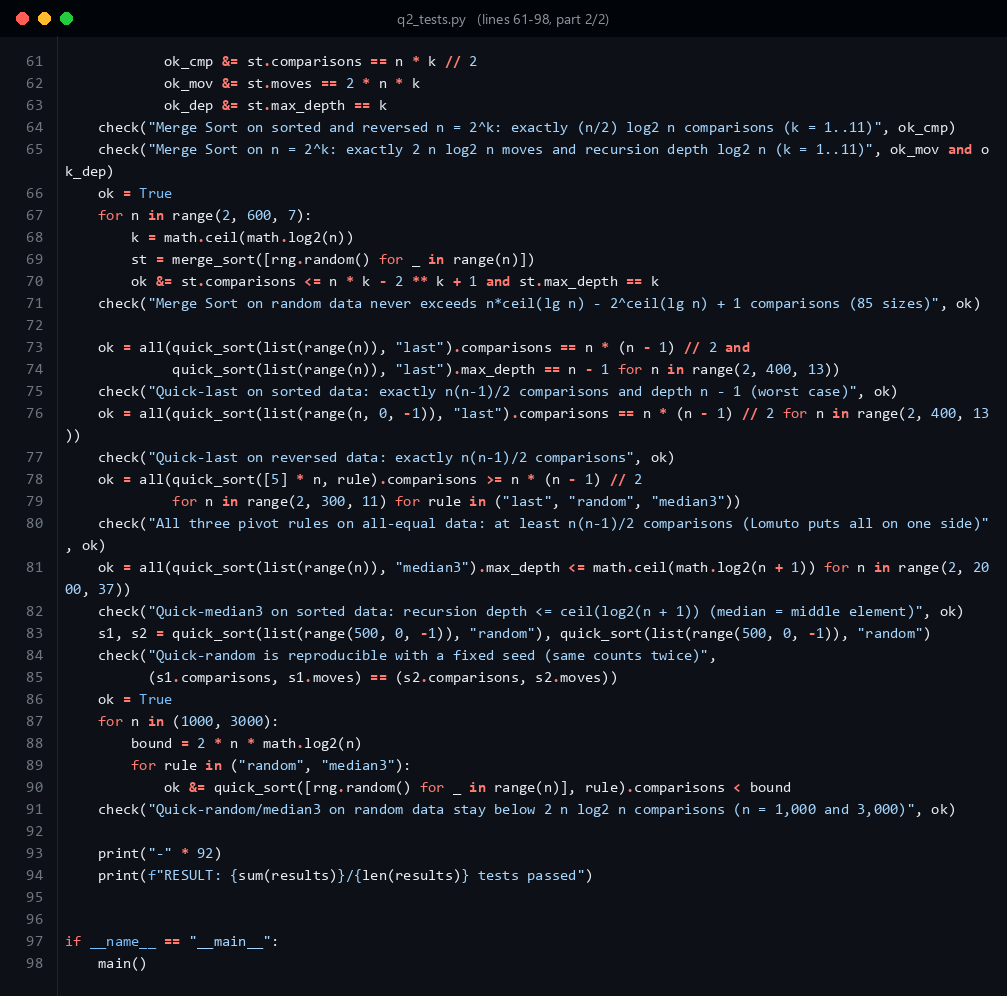 q2_tests.py   (lines 61-98, part 2/2)
61            ok_cmp &= st.comparisons == n * k // 2
62            ok_mov &= st.moves == 2 * n * k
63            ok_dep &= st.max_depth == k
64    check("Merge Sort on sorted and reversed n = 2^k: exactly (n/2) log2 n comparisons (k = 1..11)", ok_cmp)
65    check("Merge Sort on n = 2^k: exactly 2 n log2 n moves and recursion depth log2 n (k = 1..11)", ok_mov and o
k_dep)
66    ok = True
67    for n in range(2, 600, 7):
68        k = math.ceil(math.log2(n))
69        st = merge_sort([rng.random() for _ in range(n)])
70        ok &= st.comparisons <= n * k - 2 ** k + 1 and st.max_depth == k
71    check("Merge Sort on random data never exceeds n*ceil(lg n) - 2^ceil(lg n) + 1 comparisons (85 sizes)", ok)
72
73    ok = all(quick_sort(list(range(n)), "last").comparisons == n * (n - 1) // 2 and
74             quick_sort(list(range(n)), "last").max_depth == n - 1 for n in range(2, 400, 13))
75    check("Quick-last on sorted data: exactly n(n-1)/2 comparisons and depth n - 1 (worst case)", ok)
76    ok = all(quick_sort(list(range(n, 0, -1)), "last").comparisons == n * (n - 1) // 2 for n in range(2, 400, 13
))
77    check("Quick-last on reversed data: exactly n(n-1)/2 comparisons", ok)
78    ok = all(quick_sort([5] * n, rule).comparisons >= n * (n - 1) // 2
79             for n in range(2, 300, 11) for rule in ("last", "random", "median3"))
80    check("All three pivot rules on all-equal data: at least n(n-1)/2 comparisons (Lomuto puts all on one side)"
, ok)
81    ok = all(quick_sort(list(range(n)), "median3").max_depth <= math.ceil(math.log2(n + 1)) for n in range(2, 20
00, 37))
82    check("Quick-median3 on sorted data: recursion depth <= ceil(log2(n + 1)) (median = middle element)", ok)
83    s1, s2 = quick_sort(list(range(500, 0, -1)), "random"), quick_sort(list(range(500, 0, -1)), "random")
84    check("Quick-random is reproducible with a fixed seed (same counts twice)",
85          (s1.comparisons, s1.moves) == (s2.comparisons, s2.moves))
86    ok = True
87    for n in (1000, 3000):
88        bound = 2 * n * math.log2(n)
89        for rule in ("random", "median3"):
90            ok &= quick_sort([rng.random() for _ in range(n)], rule).comparisons < bound
91    check("Quick-random/median3 on random data stay below 2 n log2 n comparisons (n = 1,000 and 3,000)", ok)
92
93    print("-" * 92)
94    print(f"RESULT: {sum(results)}/{len(results)} tests passed")
95
96
97if __name__ == "__main__":
98    main()